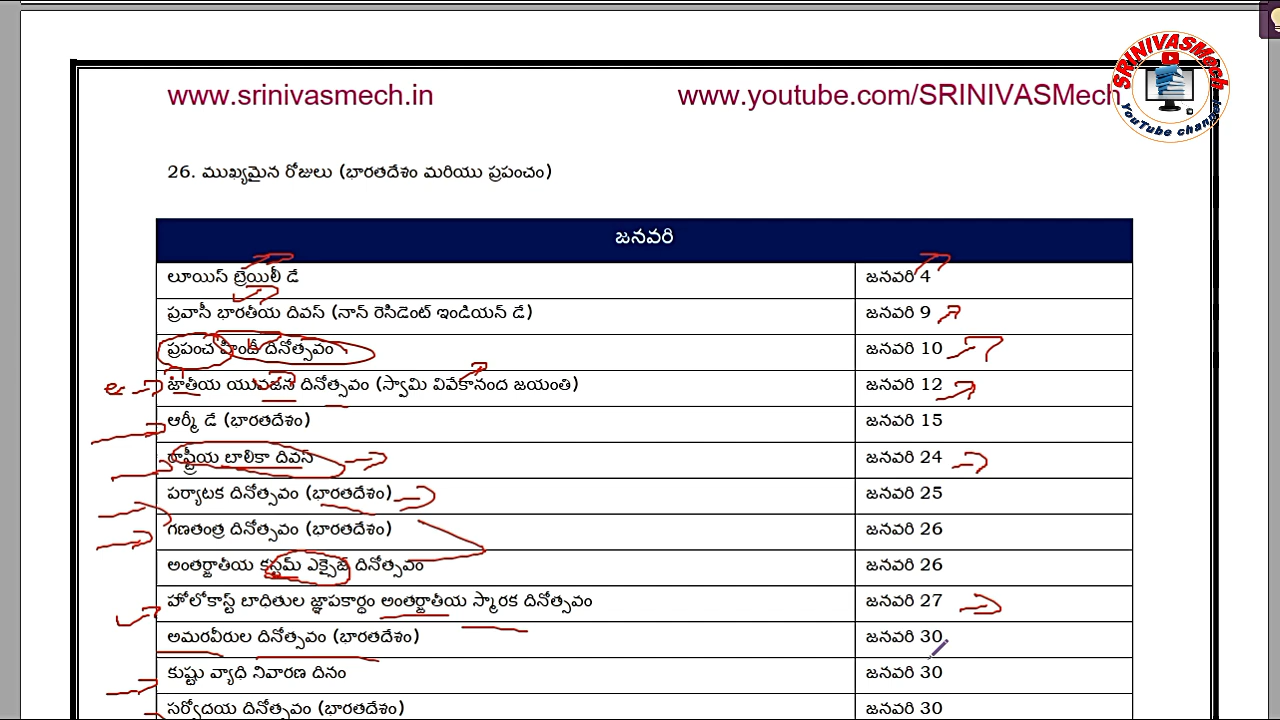 www.srinivasmech.in www.youtube.com/SRINIVASMech
SRINIVASMech
YouTube channel
26. ముఖ్యమైన రోజులు (భారతదేశం మరియు ప్రపంచం)
జనవరి
లూయిస్ బ్రెయిలీ డే జనవరి 4
ప్రవాసీ భారతీయ దివస్ (నాన్ రెసిడెంట్ ఇండియన్ డే) జనవరి 9
ప్రపంచ హిందీ దినోత్సవం జనవరి 10
జాతీయ యువజన దినోత్సవం (స్వామి వివేకానంద జయంతి) జనవరి 12
ఆర్మీ డే (భారతదేశం) జనవరి 15
రాష్ట్రీయ బాలికా దివస్ జనవరి 24
పర్యాటక దినోత్సవం (భారతదేశం) జనవరి 25
గణతంత్ర దినోత్సవం (భారతదేశం) జనవరి 26
అంతర్జాతీయ కస్టమ్ ఎక్సైజ్ దినోత్సవం జనవరి 26
హోలోకాస్ట్ బాధితుల జ్ఞాపకార్థం అంతర్జాతీయ స్మారక దినోత్సవం జనవరి 27
అమరవీరుల దినోత్సవం (భారతదేశం) జనవరి 30
కుష్టు వ్యాధి నివారణ దినం జనవరి 30
సర్వోదయ దినోత్సవం (భారతదేశం) జనవరి 30